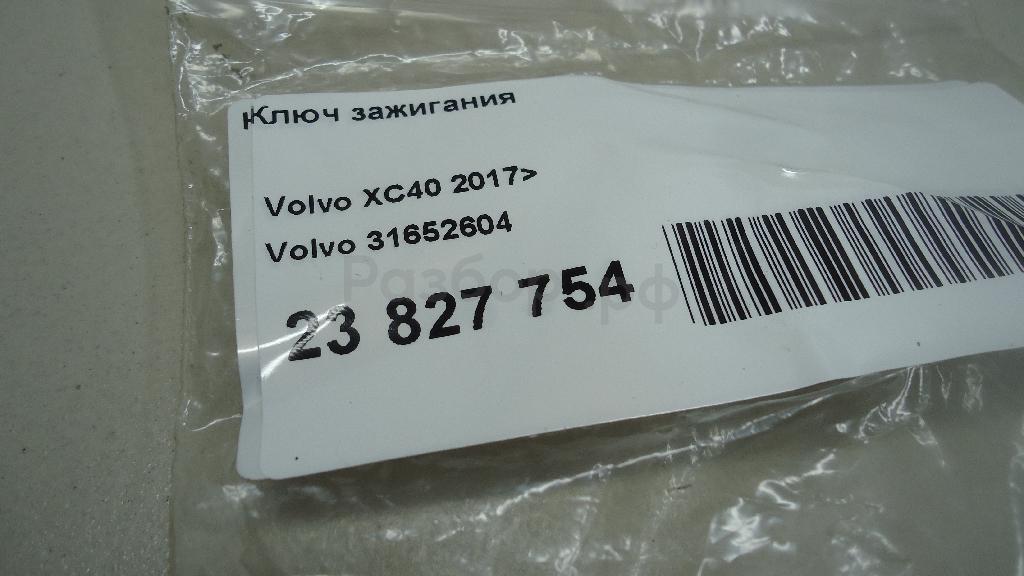 Ключ зажигания
Volvo XC40 2017>
Volvo 31652604
23 827 754